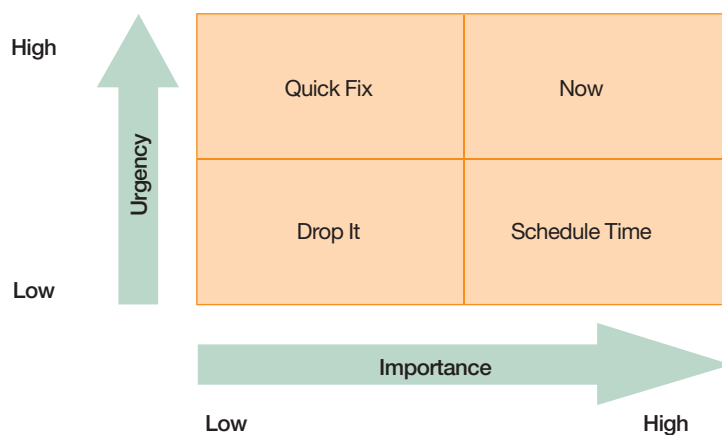 High
Quick Fix
Now
Urgency
Drop It
Schedule Time
Low
Importance
Low
High